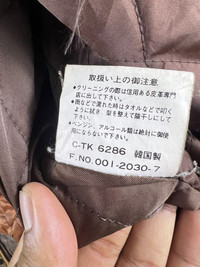 取扱い上の御注意
●クリーニングの際は信用ある皮革専門
店に出して下さい。
●雨などで濡れた時はタオルなどで叩く
ように拭き、型を整えて陰干しにして
下さい。
●ベンジン、アルコール類は絶対に御使
用にならないで下さい。
C-TK 6286 韓国製
F.NO.001-2030-7